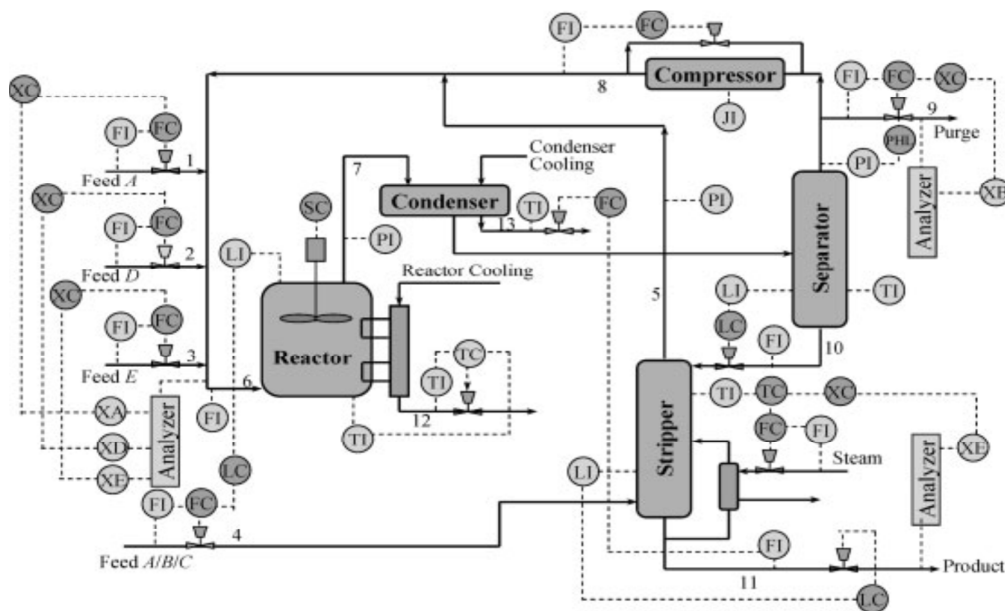 FI
FC
8
Compressor
JI
FI
FC
XC
9
Purge
PHL
PI
XC
FI
FC
1
Feed A
XC
FI
FC
2
Feed D
XC
FI
FC
3
Feed E
7
Condenser
Cooling
Condenser
SC
PI
TI
13
FC
PI
Analyzer
Separator
LI
LI
LC
TI
FI
10
5
Reactor Cooling
Reactor
6
FI
TC
TI
12
TI
XA
XD
XE
Analyzer
LC
FI
FC
4
Feed A/B/C
Stripper
TI
TC
XC
FC
FI
Steam
LI
XE
Analyzer
FI
11
LC
Product